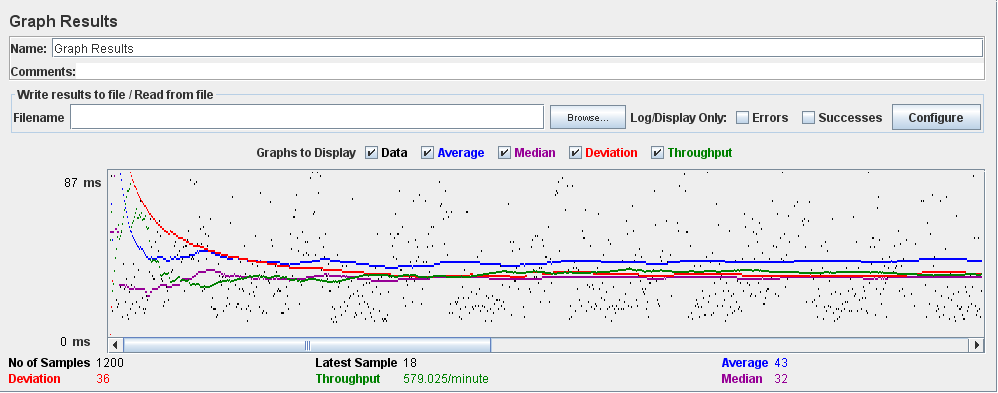 Graph Results
Name: Graph Results
Comments:
Write results to file / Read from file
Filename Browse... Log/Display Only: Errors Successes Configure
Graphs to Display Data Average Median Deviation Throughput
87 ms
0 ms
No of Samples 1200 Latest Sample 18 Average 43
Deviation 36 Throughput 579.025/minute Median 32